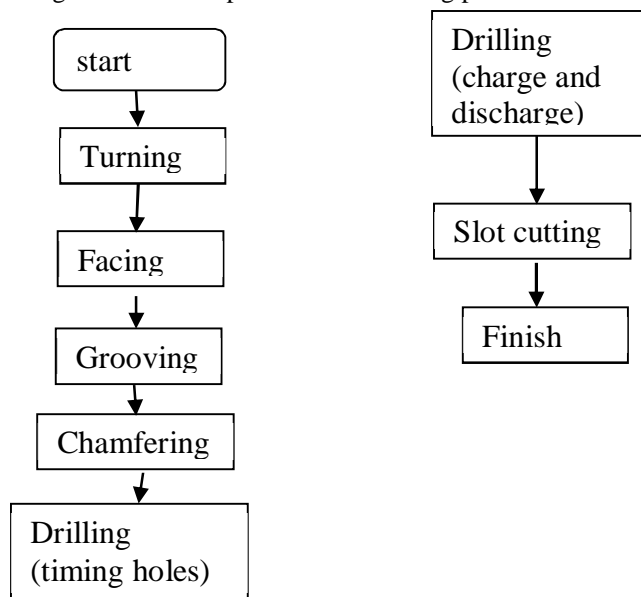 start
Turning
Facing
Grooving
Chamfering
Drilling
(timing holes)
Drilling
(charge and
discharge)
Slot cutting
Finish